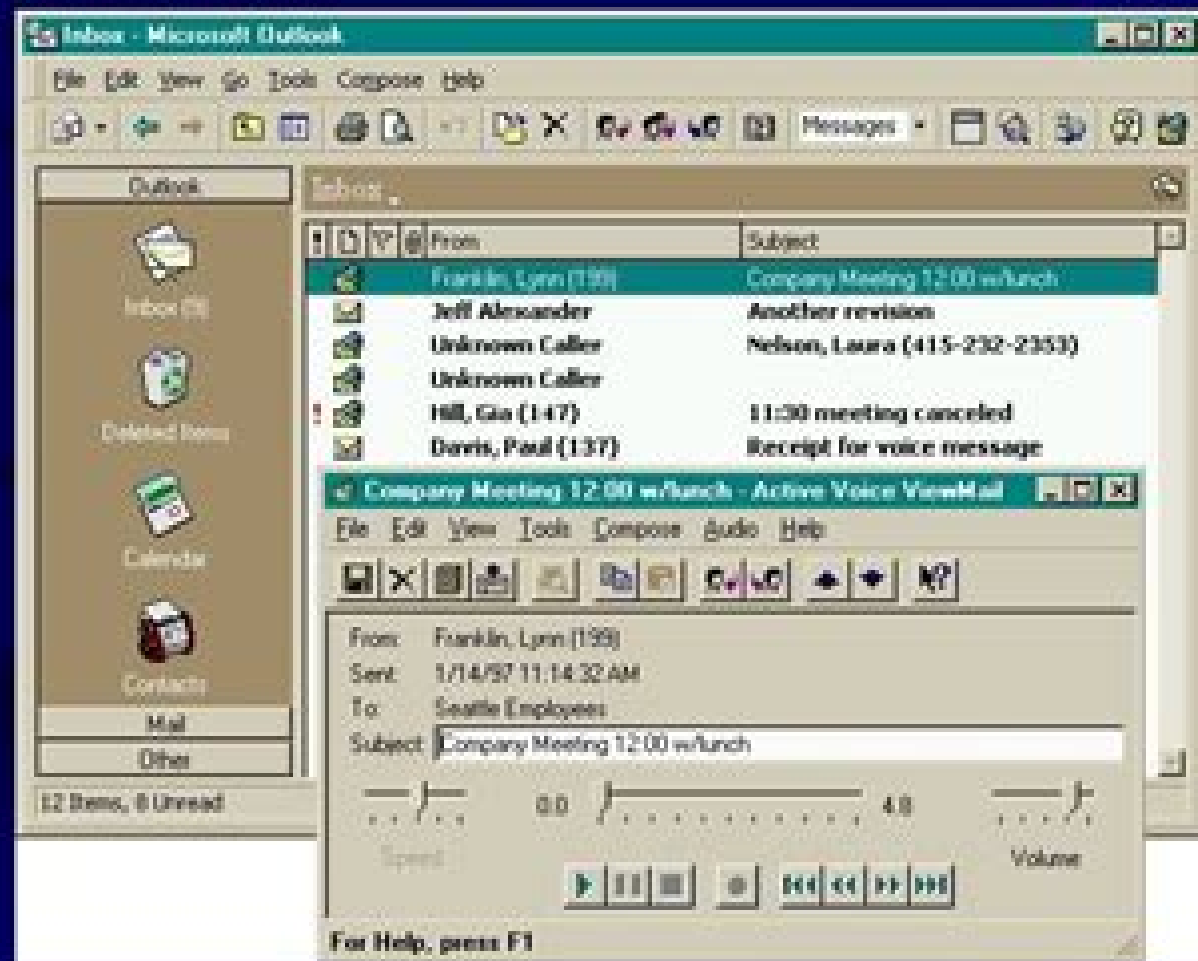 Inbox - Microsoft Outlook
File Edit View Go Tools Compose Help
Messages
Outlook
Inbox (9)
Deleted Items
Calendar
Contacts
Mail
Other
Inbox
! From Subject
Franklin, Lynn (199) Company Meeting 12:00 w/lunch
Jeff Alexander Another revision
Unknown Caller Nelson, Laura (415-232-2353)
Unknown Caller
! Hill, Gia (147) 11:30 meeting canceled
Davis, Paul (137) Receipt for voice message
12 Items, 8 Unread
Company Meeting 12:00 w/lunch - Active Voice ViewMail
File Edit View Tools Compose Audio Help
From: Franklin, Lynn (199)
Sent: 1/14/97 11:14:32 AM
To: Seattle Employees
Subject: Company Meeting 12:00 w/lunch
0.0 4.8
Speed Volume
For Help, press F1